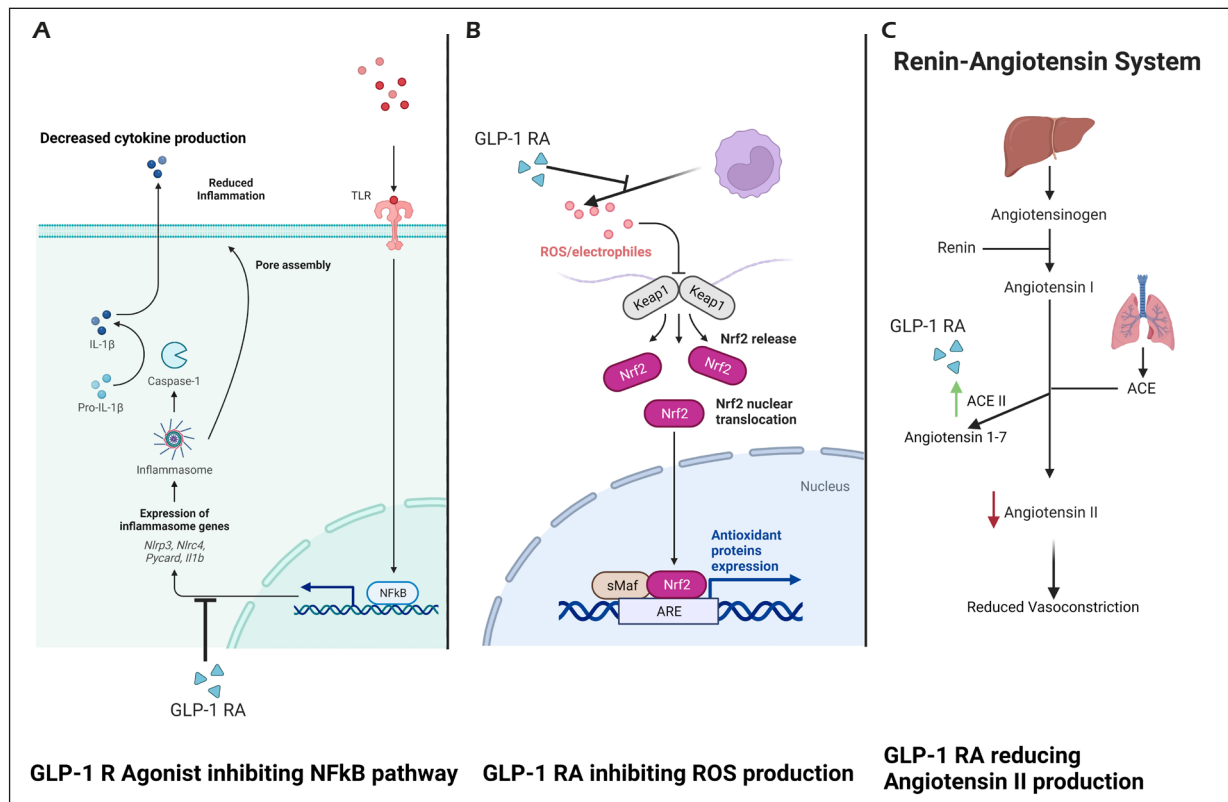 A
Decreased cytokine production
Reduced
Inflammation
TLR
Pore assembly
IL-1β
Caspase-1
Pro-IL-1β
Inflammasome
Expression of
inflammasome genes
Nlrp3, Nlrc4,
Pycard, Il1b
NFkB
GLP-1 RA
GLP-1 R Agonist inhibiting NFkB pathway
B
GLP-1 RA
ROS/electrophiles
Keap1
Keap1
Nrf2 release
Nrf2
Nrf2
Nrf2
Nrf2 nuclear
translocation
Nucleus
Antioxidant
proteins
expression
sMaf
Nrf2
ARE
GLP-1 RA inhibiting ROS production
C
Renin-Angiotensin System
Angiotensinogen
Renin
Angiotensin I
GLP-1 RA
ACE II
ACE
Angiotensin 1-7
Angiotensin II
Reduced Vasoconstriction
GLP-1 RA reducing
Angiotensin II production